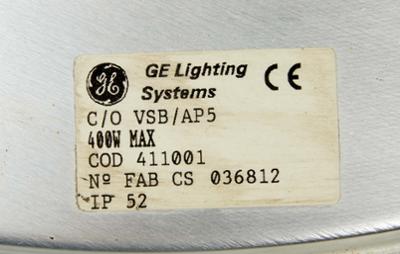 GE
GE Lighting
Systems
CE
C/O VSB/AP5
400W MAX
COD 411001
Nº FAB CS 036812
IP 52